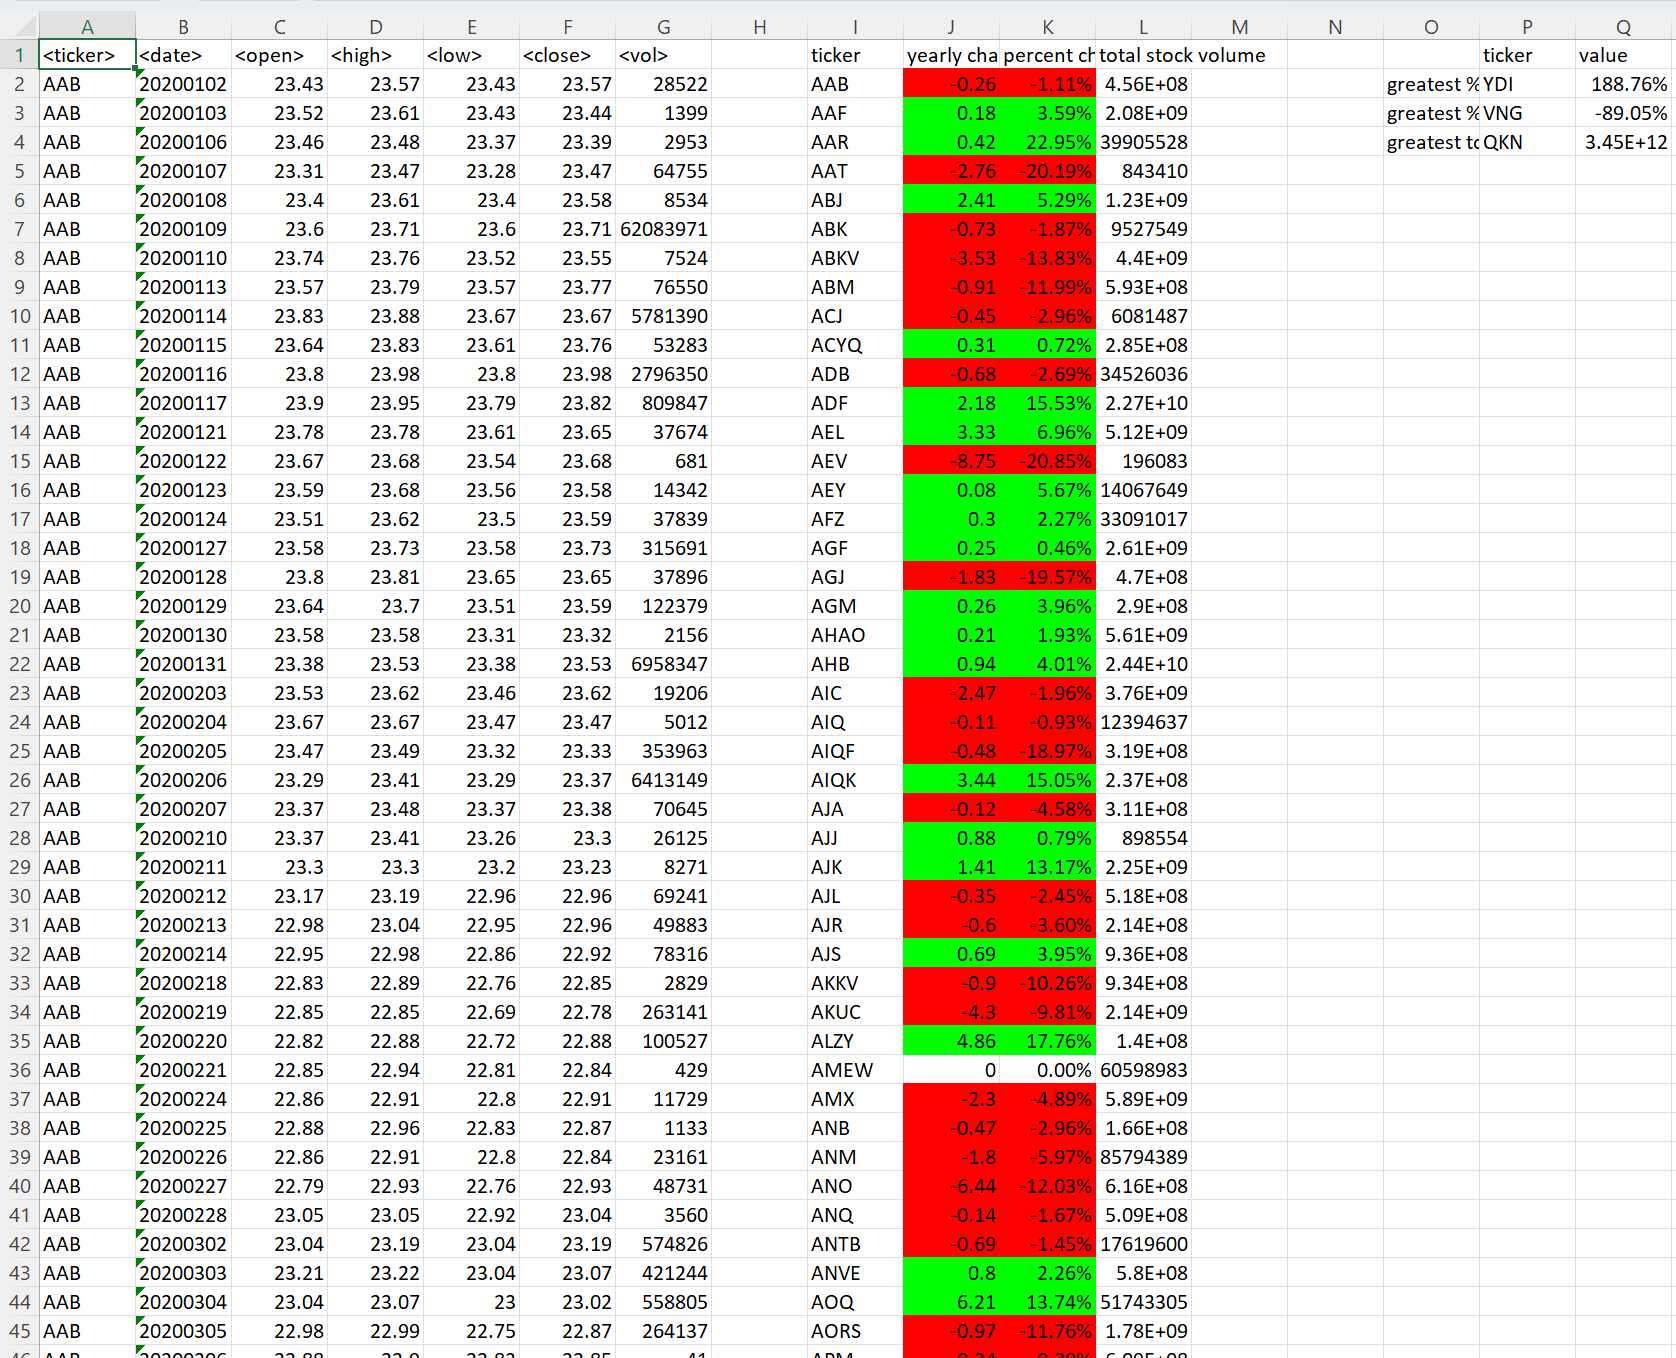 A B C D E F G H I J K L M N O P Q
1 <ticker> <date> <open> <high> <low> <close> <vol> ticker yearly cha percent ch total stock volume ticker value
2 AAB 20200102 23.43 23.57 23.43 23.57 28522 AAB -0.26 -1.11% 4.56E+08 greatest % YDI 188.76%
3 AAB 20200103 23.52 23.61 23.43 23.44 1399 AAF 0.18 3.59% 2.08E+09 greatest % VNG -89.05%
4 AAB 20200106 23.46 23.48 23.37 23.39 2953 AAR 0.42 22.95% 39905528 greatest to QKN 3.45E+12
5 AAB 20200107 23.31 23.47 23.28 23.47 64755 AAT -2.76 -20.19% 843410
6 AAB 20200108 23.4 23.61 23.4 23.58 8534 ABJ 2.41 5.29% 1.23E+09
7 AAB 20200109 23.6 23.71 23.6 23.71 62083971 ABK -0.73 -1.87% 9527549
8 AAB 20200110 23.74 23.76 23.52 23.55 7524 ABKV -3.53 -13.83% 4.4E+09
9 AAB 20200113 23.57 23.79 23.57 23.77 76550 ABM -0.91 -11.99% 5.93E+08
10 AAB 20200114 23.83 23.88 23.67 23.67 5781390 ACJ -0.45 -2.96% 6081487
11 AAB 20200115 23.64 23.83 23.61 23.76 53283 ACYQ 0.31 0.72% 2.85E+08
12 AAB 20200116 23.8 23.98 23.8 23.98 2796350 ADB -0.68 -2.69% 34526036
13 AAB 20200117 23.9 23.95 23.79 23.82 809847 ADF 2.18 15.53% 2.27E+10
14 AAB 20200121 23.78 23.78 23.61 23.65 37674 AEL 3.33 6.96% 5.12E+09
15 AAB 20200122 23.67 23.68 23.54 23.68 681 AEV -8.75 -20.85% 196083
16 AAB 20200123 23.59 23.68 23.56 23.58 14342 AEY 0.08 5.67% 14067649
17 AAB 20200124 23.51 23.62 23.5 23.59 37839 AFZ 0.3 2.27% 33091017
18 AAB 20200127 23.58 23.73 23.58 23.73 315691 AGF 0.25 0.46% 2.61E+09
19 AAB 20200128 23.8 23.81 23.65 23.65 37896 AGJ -1.83 -19.57% 4.7E+08
20 AAB 20200129 23.64 23.7 23.51 23.59 122379 AGM 0.26 3.96% 2.9E+08
21 AAB 20200130 23.58 23.58 23.31 23.32 2156 AHAO 0.21 1.93% 5.61E+09
22 AAB 20200131 23.38 23.53 23.38 23.53 6958347 AHB 0.94 4.01% 2.44E+10
23 AAB 20200203 23.53 23.62 23.46 23.62 19206 AIC -2.47 -1.96% 3.76E+09
24 AAB 20200204 23.67 23.67 23.47 23.47 5012 AIQ -0.11 -0.93% 12394637
25 AAB 20200205 23.47 23.49 23.32 23.33 353963 AIQF -0.48 -18.97% 3.19E+08
26 AAB 20200206 23.29 23.41 23.29 23.37 6413149 AIQK 3.44 15.05% 2.37E+08
27 AAB 20200207 23.37 23.48 23.37 23.38 70645 AJA -0.12 -4.58% 3.11E+08
28 AAB 20200210 23.37 23.41 23.26 23.3 26125 AJJ 0.88 0.79% 898554
29 AAB 20200211 23.3 23.3 23.2 23.23 8271 AJK 1.41 13.17% 2.25E+09
30 AAB 20200212 23.17 23.19 22.96 22.96 69241 AJL -0.35 -2.45% 5.18E+08
31 AAB 20200213 22.98 23.04 22.95 22.96 49883 AJR -0.6 -3.60% 2.14E+08
32 AAB 20200214 22.95 22.98 22.86 22.92 78316 AJS 0.69 3.95% 9.36E+08
33 AAB 20200218 22.83 22.89 22.76 22.85 2829 AKKV -0.9 -10.26% 9.34E+08
34 AAB 20200219 22.85 22.85 22.69 22.78 263141 AKUC -4.3 -9.81% 2.14E+09
35 AAB 20200220 22.82 22.88 22.72 22.88 100527 ALZY 4.86 17.76% 1.4E+08
36 AAB 20200221 22.85 22.94 22.81 22.84 429 AMEW 0 0.00% 60598983
37 AAB 20200224 22.86 22.91 22.8 22.91 11729 AMX -2.3 -4.89% 5.89E+09
38 AAB 20200225 22.88 22.96 22.83 22.87 1133 ANB -0.47 -2.96% 1.66E+08
39 AAB 20200226 22.86 22.91 22.8 22.84 23161 ANM -1.8 -5.97% 85794389
40 AAB 20200227 22.79 22.93 22.76 22.93 48731 ANO -6.44 -12.03% 6.16E+08
41 AAB 20200228 23.05 23.05 22.92 23.04 3560 ANQ -0.14 -1.67% 5.09E+08
42 AAB 20200302 23.04 23.19 23.04 23.19 574826 ANTB -0.69 -1.45% 17619600
43 AAB 20200303 23.21 23.22 23.04 23.07 421244 ANVE 0.8 2.26% 5.8E+08
44 AAB 20200304 23.04 23.07 23 23.02 558805 AOQ 6.21 13.74% 51743305
45 AAB 20200305 22.98 22.99 22.75 22.87 264137 AORS -0.97 -11.76% 1.78E+09